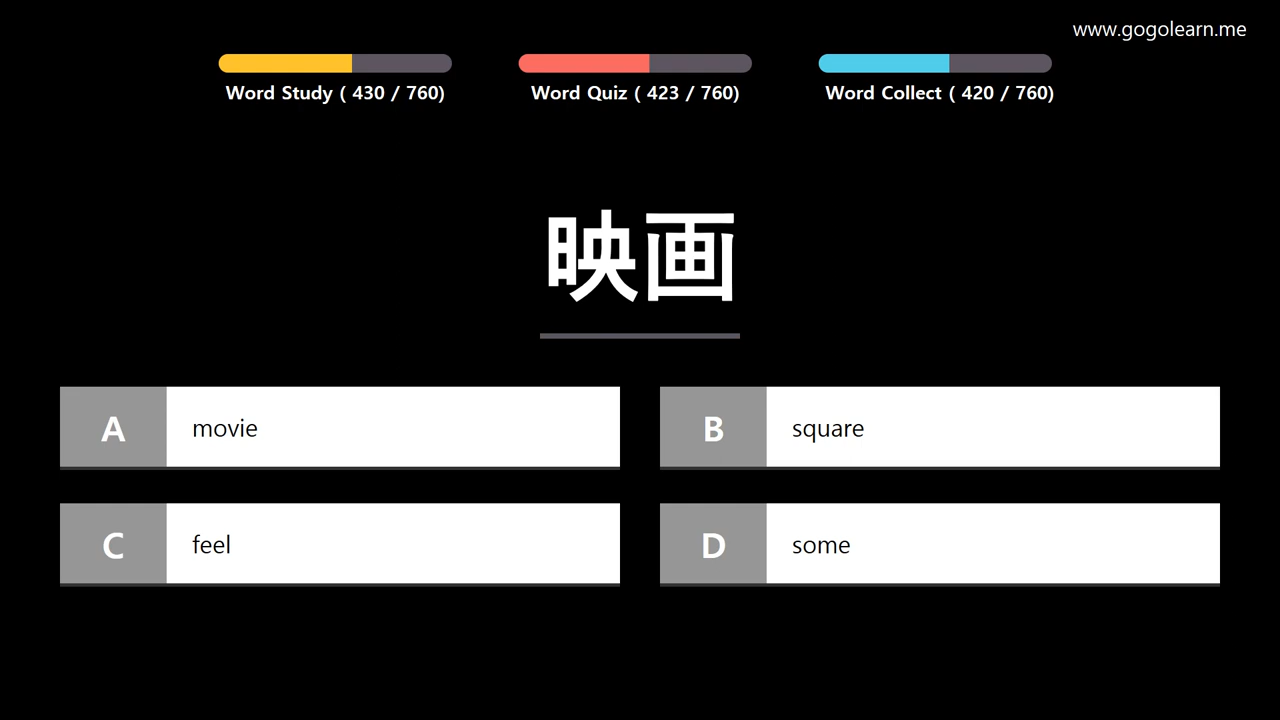 www.gogolearn.me
Word Study ( 430 / 760)
Word Quiz ( 423 / 760)
Word Collect ( 420 / 760)
映画
A movie
B square
C feel
D some